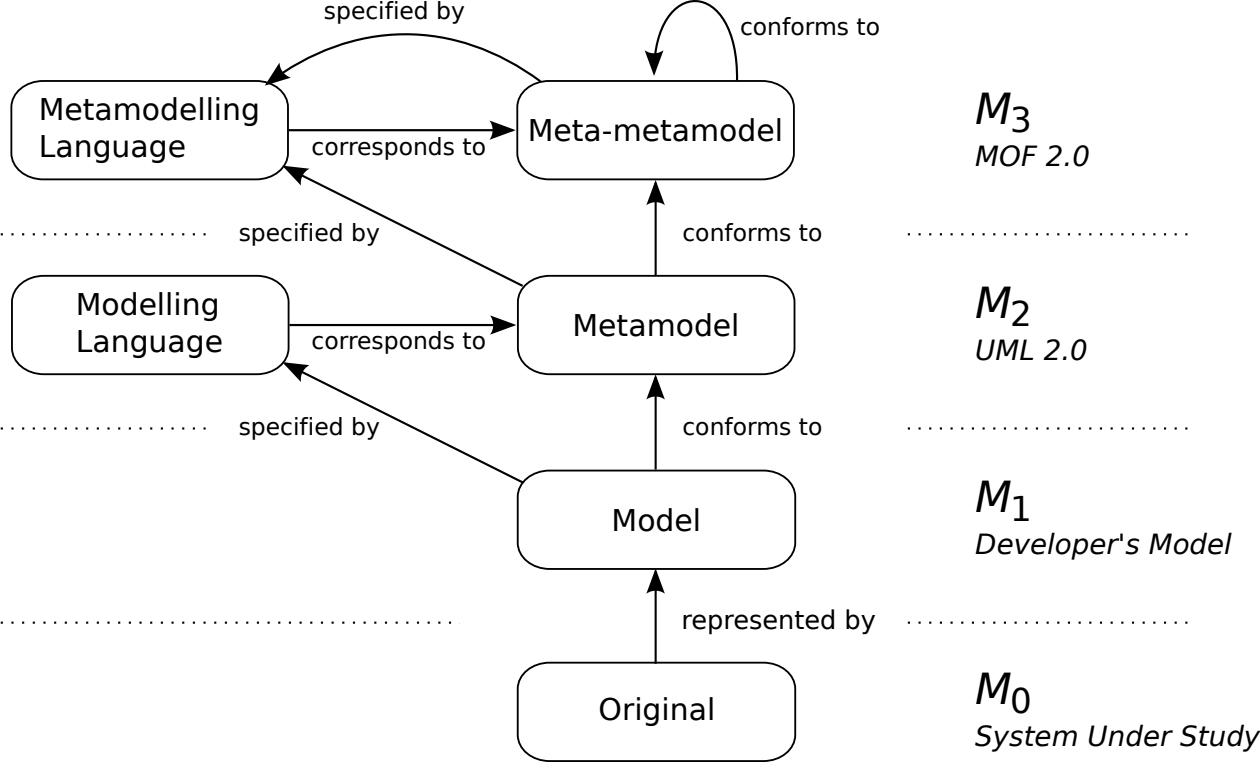 specified by
conforms to
Metamodelling
Language
corresponds to
Meta-metamodel
M3
MOF 2.0
specified by
conforms to
Modelling
Language
corresponds to
Metamodel
M2
UML 2.0
specified by
conforms to
Model
M1
Developer's Model
represented by
Original
M0
System Under Study